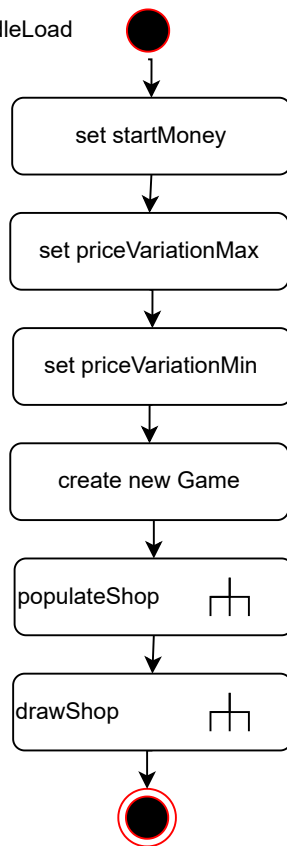 lleLoad
set startMoney
set priceVariationMax
set priceVariationMin
create new Game
populateShop
drawShop